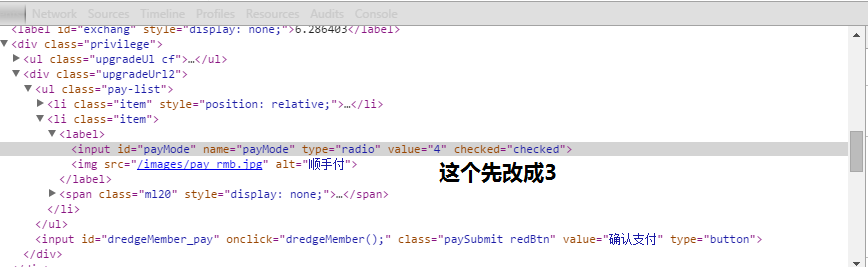 Network Sources Timeline Profiles Resources Audits Console
<label id="exchang" style="display: none;">6.286403</label>
▼<div class="privilege">
▶<ul class="upgradeUl cf">…</ul>
▼<div class="upgradeUrl2">
▼<ul class="pay-list">
▶<li class="item" style="position: relative;">…</li>
▼<li class="item">
▼<label>
<input id="payMode" name="payMode" type="radio" value="4" checked="checked">
<img src="/images/pay_rmb.jpg" alt="顺手付">
这个先改成3
</label>
▶<span class="ml20" style="display: none;">…</span>
</li>
</ul>
<input id="dredgeMember_pay" onclick="dredgeMember();" class="paySubmit redBtn" value="确认支付" type="button">
</div>